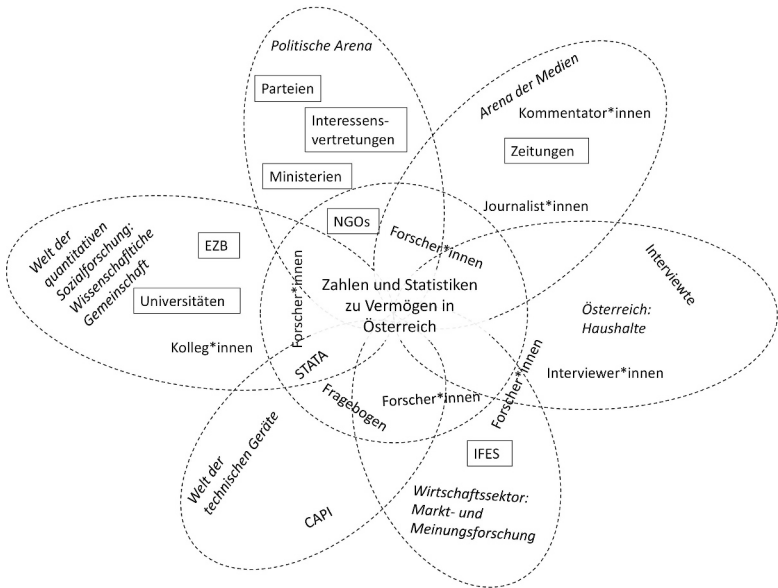 Politische Arena
Parteien
Interessens-
vertretungen
Ministerien
NGOs
Arena der Medien
Kommentator*innen
Zeitungen
Journalist*innen
Forscher*innen
Welt der
quantitativen
Sozialforschung:
Wissenschaftliche
Gemeinschaft
EZB
Universitäten
Kolleg*innen
Forscher*innen
Zahlen und Statistiken
zu Vermögen in
Österreich
Interviewte
Österreich:
Haushalte
Interviewer*innen
Forscher*innen
STATA
Fragebogen
Forscher*innen
Welt der
technischen Geräte
CAPI
IFES
Wirtschaftssektor:
Markt- und
Meinungsforschung